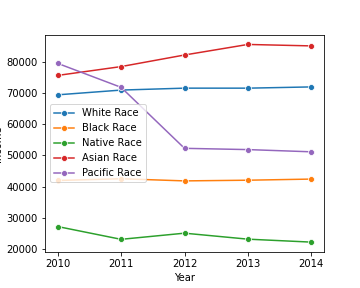 80000
70000
60000
50000
40000
30000
20000
White Race
Black Race
Native Race
Asian Race
Pacific Race
2010 2011 2012 2013 2014
Year